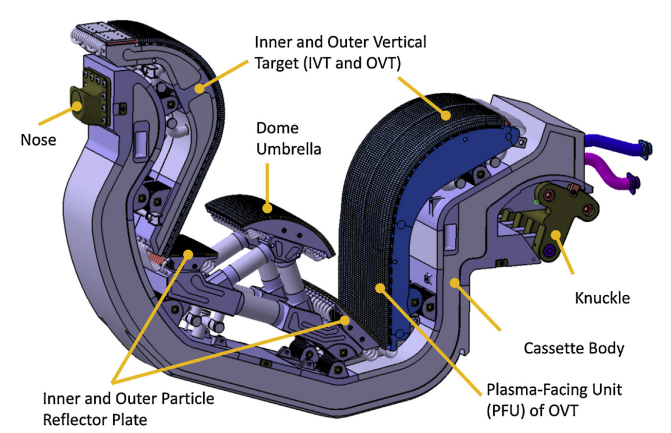 Inner and Outer Vertical
Target (IVT and OVT)
Nose
Dome
Umbrella
Knuckle
Cassette Body
Inner and Outer Particle
Reflector Plate
Plasma-Facing Unit
(PFU) of OVT